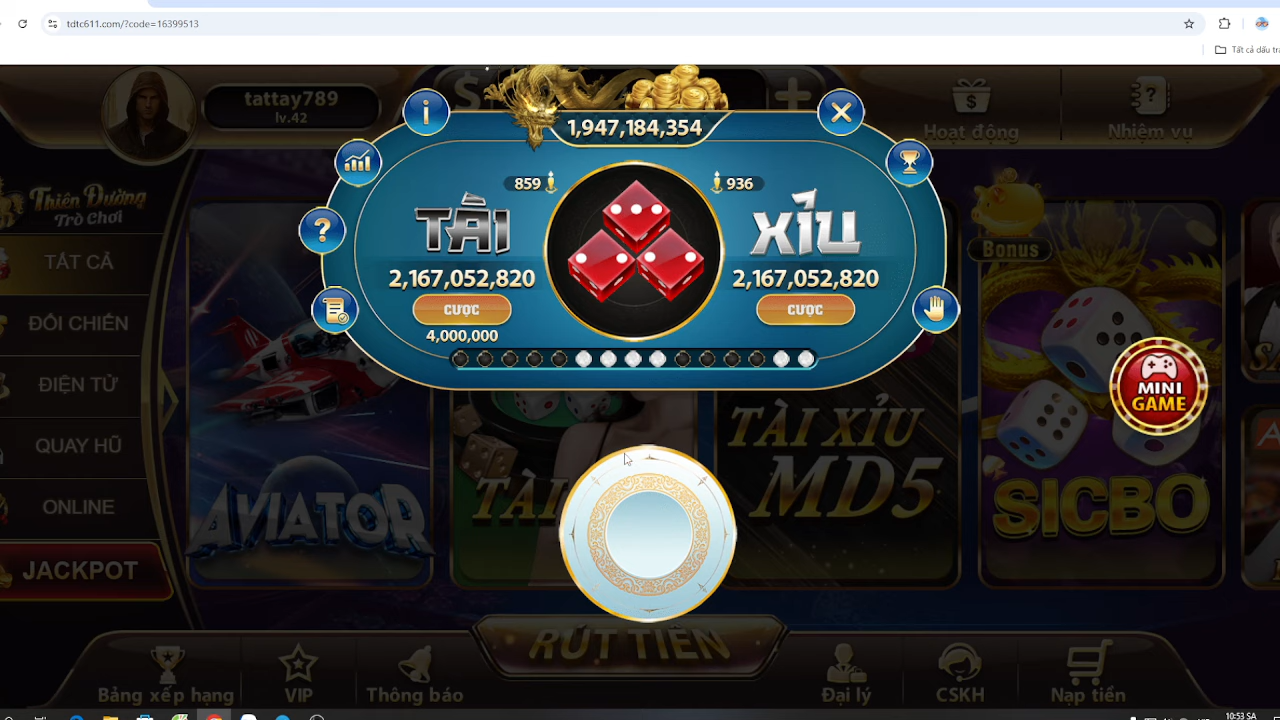 tdtc611.com/?code=16399513
Tất cả dấu tra
tattay789
lv.42
1,947,184,354
Hoạt động
Nhiệm vụ
Thiên Đường
Trò Chơi
TẤT CẢ
ĐỐI CHIẾN
ĐIỆN TỬ
QUAY HŨ
ONLINE
JACKPOT
859
936
TÀI
XỈU
2,167,052,820
2,167,052,820
CƯỢC
CƯỢC
4,000,000
Bonus
MINI
GAME
AVIATOR
TÀI
TÀI XỈU
MD5
SICBO
RÚT TIỀN
Bảng xếp hạng
VIP
Thông báo
Đại lý
CSKH
Nạp tiền
10:53 SA